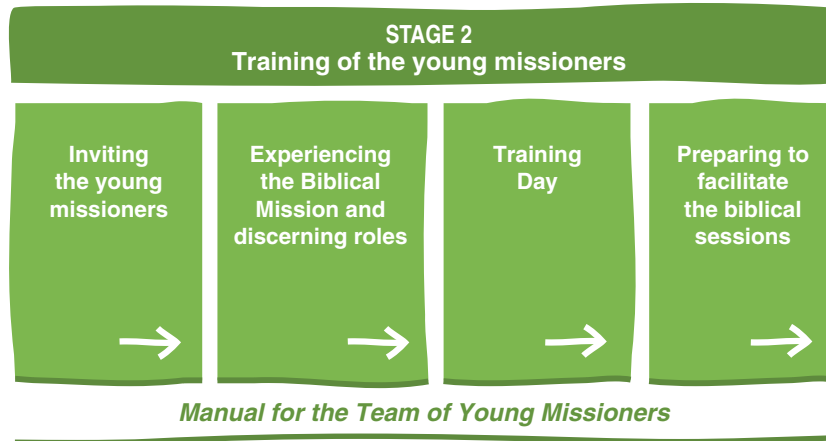 STAGE 2
Training of the young missioners
Inviting
the young
missioners
Experiencing
the Biblical
Mission and
discerning roles
Training
Day
Preparing to
facilitate
the biblical
sessions
Manual for the Team of Young Missioners